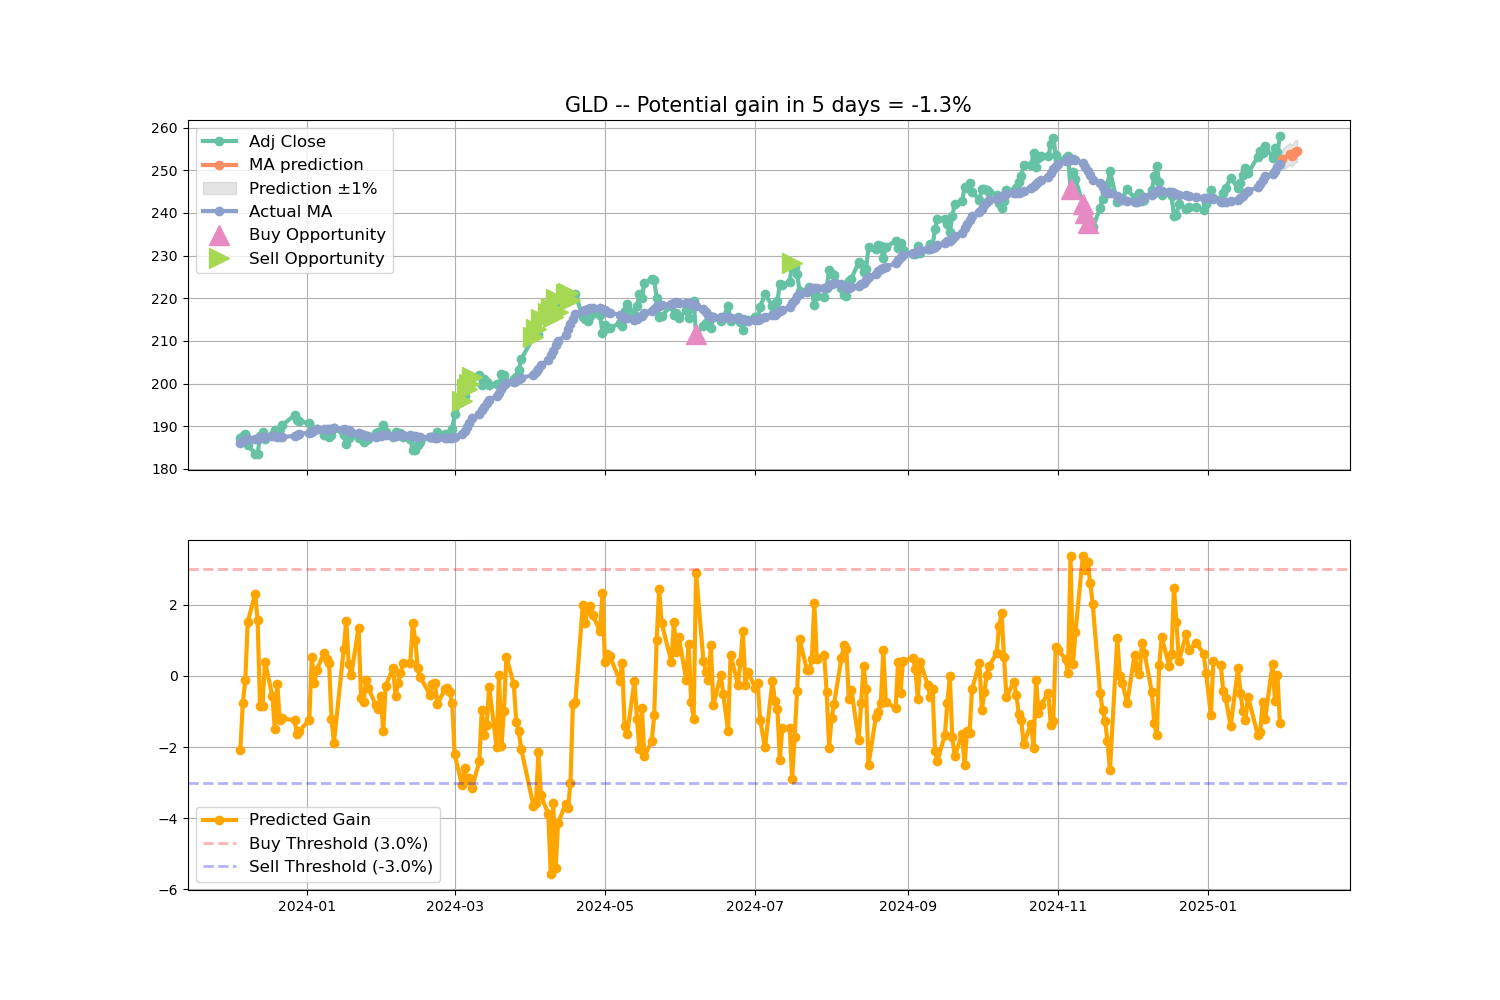 GLD -- Potential gain in 5 days = -1.3%
260
250
240
230
220
210
200
190
180
Adj Close
MA prediction
Prediction ±1%
Actual MA
Buy Opportunity
Sell Opportunity
2
0
−2
−4
−6
Predicted Gain
Buy Threshold (3.0%)
Sell Threshold (-3.0%)
2024-01
2024-03
2024-05
2024-07
2024-09
2024-11
2025-01